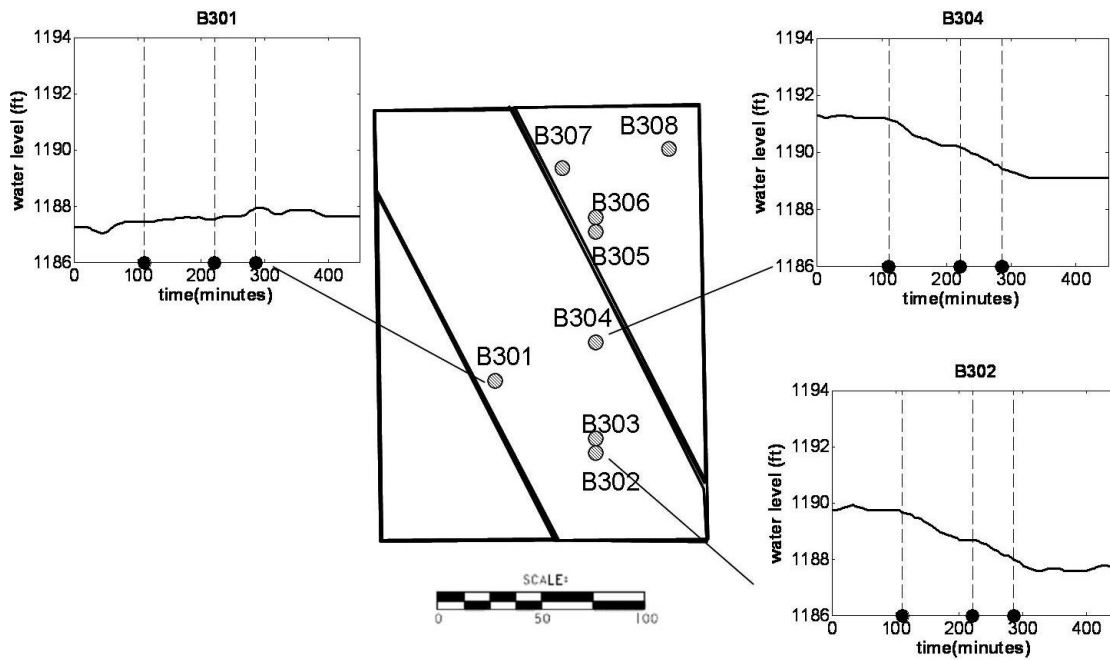 B301
1194
1192
1190
1188
1186
water level (ft)
0 100 200 300 400
time(minutes)
B307
B308
B306
B305
B304
B301
B303
B302
SCALE:
0 50 100
B304
1194
1192
1190
1188
1186
water level (ft)
0 100 200 300 400
time(minutes)
B302
1194
1192
1190
1188
1186
water level (ft)
0 100 200 300 400
time(minutes)